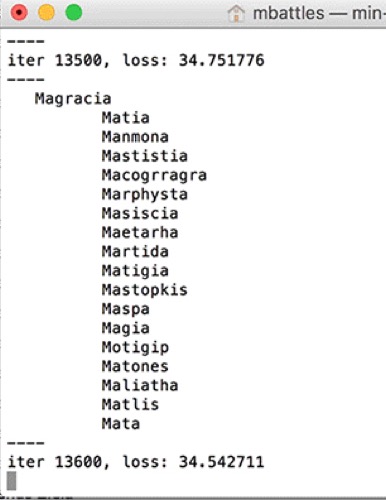 mbattles — min-
----
iter 13500, loss: 34.751776
----
Magracia
Matia
Manmona
Mastistia
Macogrragra
Marphysta
Masiscia
Maetarha
Martida
Matigia
Mastopkis
Maspa
Magia
Motigip
Matones
Maliatha
Matlis
Mata
----
iter 13600, loss: 34.542711